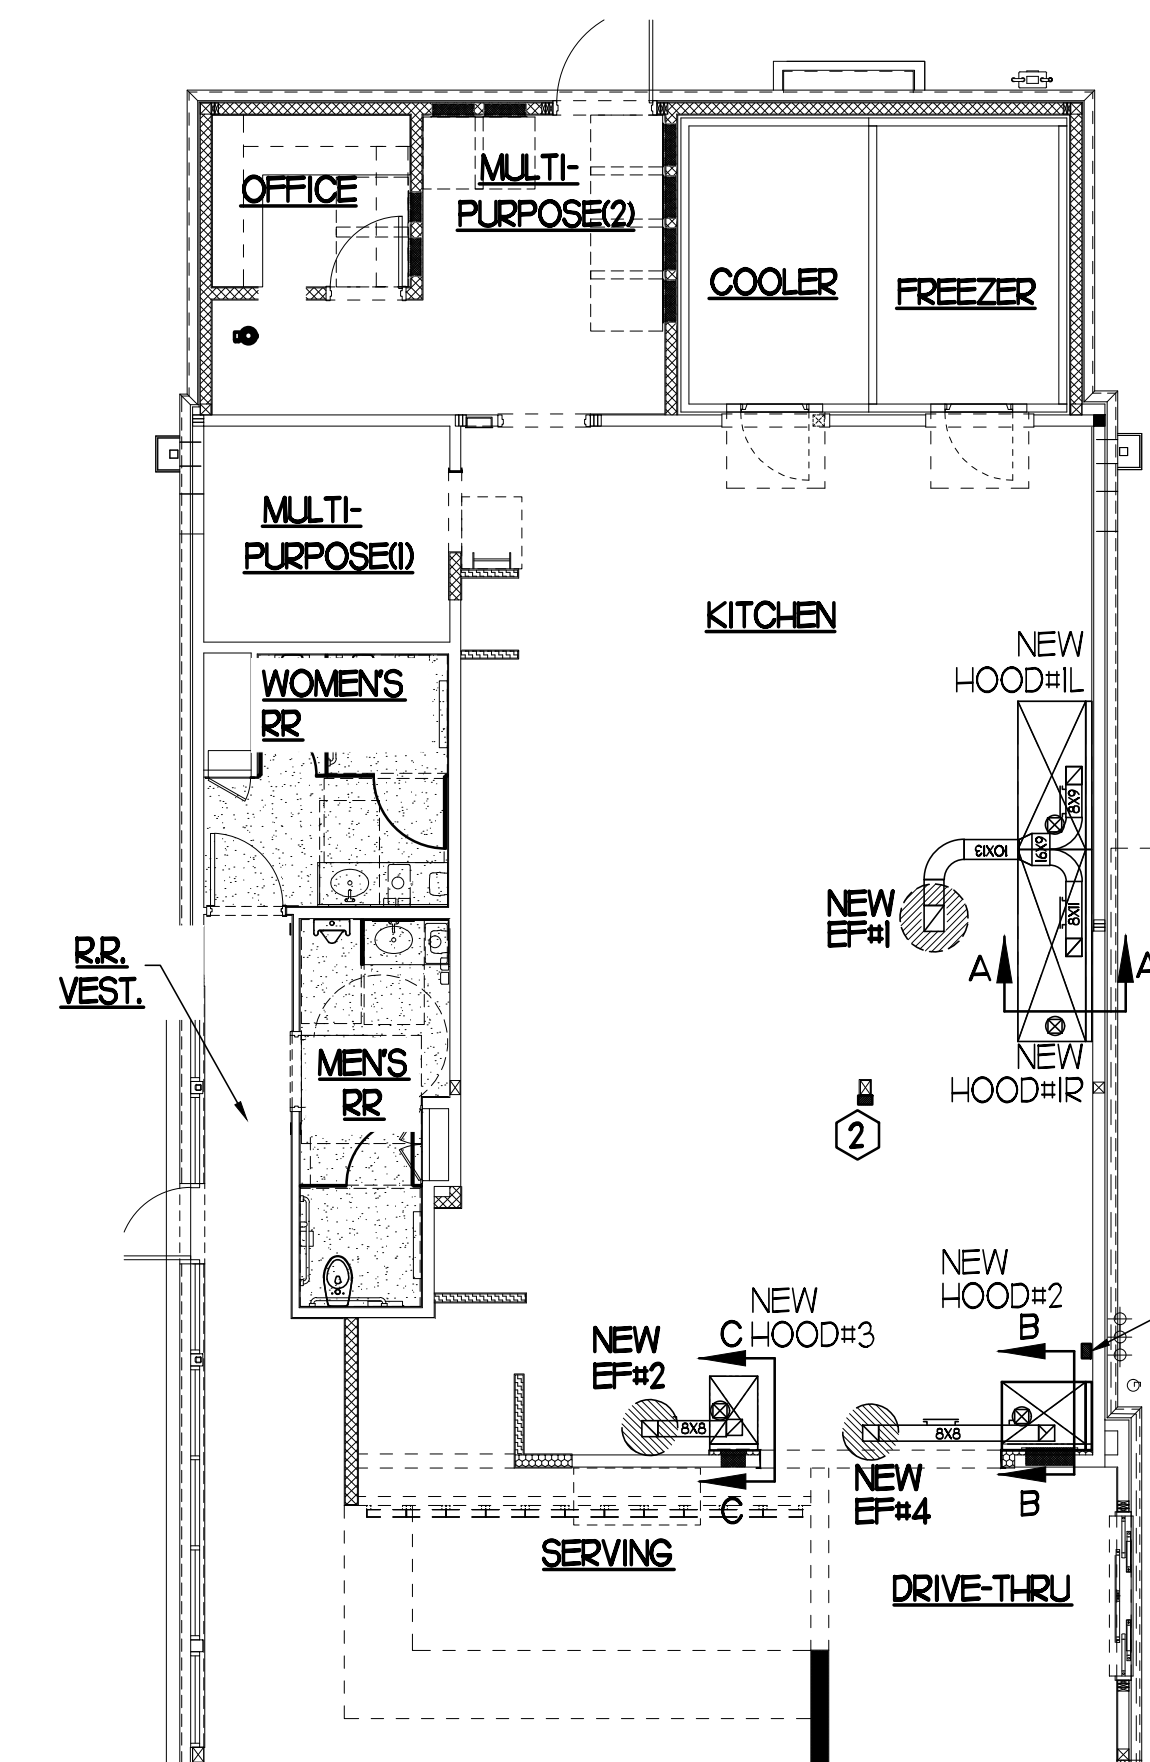 OFFICE
MULTI-
PURPOSE(2)
COOLER
FREEZER
MULTI-
PURPOSE(1)
KITCHEN
NEW
HOOD#1L
WOMEN'S
RR
8X9
16X9
10X13
8X11
NEW
EF#1
A
A
R.R.
VEST.
NEW
HOOD#1R
MEN'S
RR
2
NEW
HOOD#2
B
NEW
HOOD#3
C
NEW
EF#2
8X8
8X8
NEW
EF#4
B
C
SERVING
DRIVE-THRU